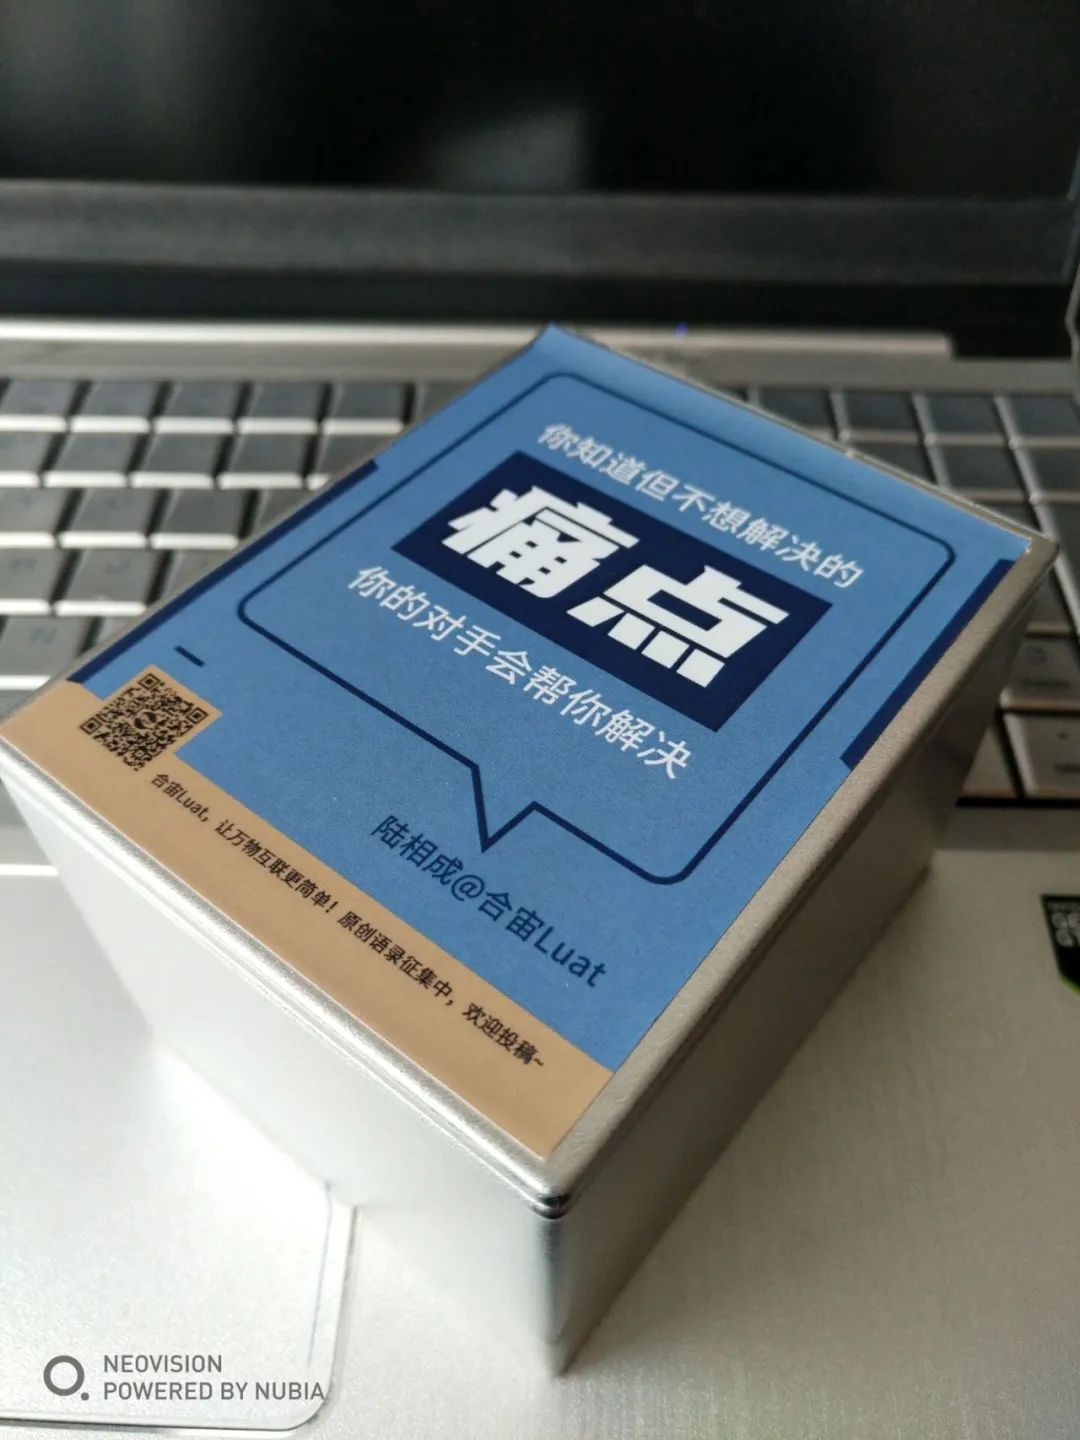 你知道但不想解决的
痛点
你的对手会帮你解决
陆相成@合宙Luat
合宙Luat，让万物互联更简单！原创语录征集中，欢迎投稿~
NEOVISION
POWERED BY NUBIA